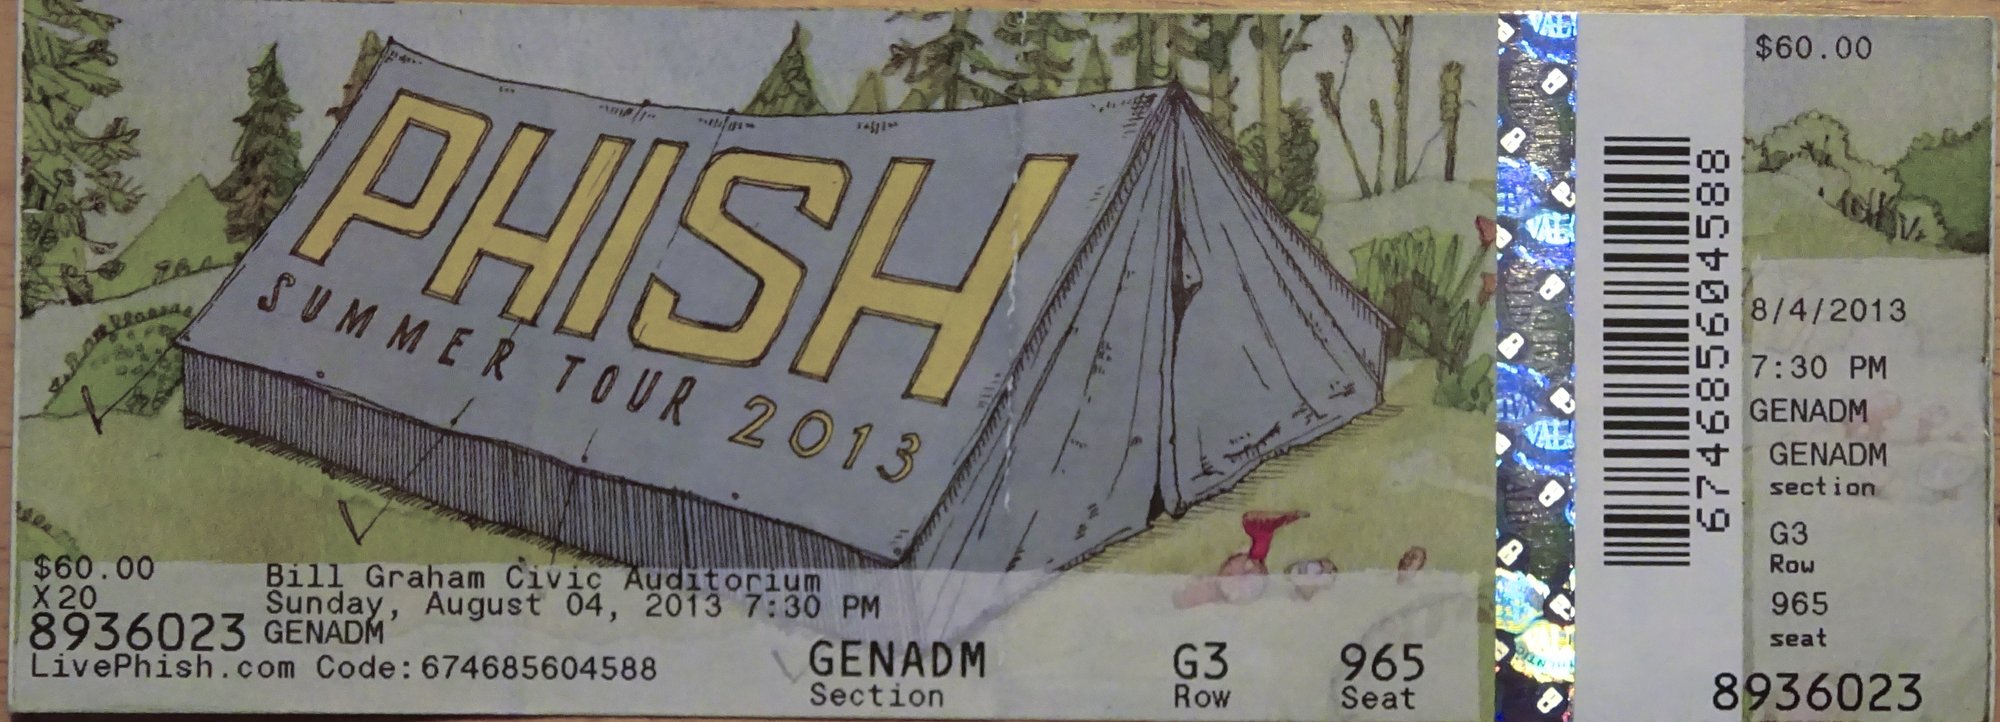 PHISH
SUMMER TOUR 2013
$60.00
X20
8936023
Bill Graham Civic Auditorium
Sunday, August 04, 2013 7:30 PM
GENADM
LivePhish.com Code: 674685604588
GENADM
Section
G3
Row
965
Seat
674685604588
$60.00
8/4/2013
7:30 PM
GENADM
GENADM
section
G3
Row
965
seat
8936023